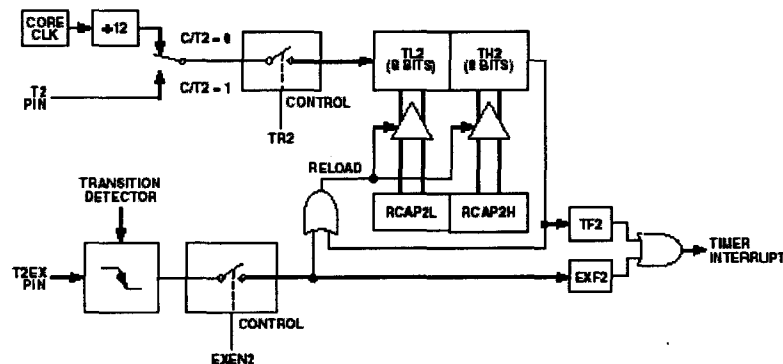 CORE
CLK
÷12
C/T2 = 0
T2
PIN
C/T2 = 1
CONTROL
TR2
TL2
(8 BITS)
TH2
(8 BITS)
RELOAD
TRANSITION
DETECTOR
RCAP2L
RCAP2H
T2EX
PIN
CONTROL
EXEN2
TF2
EXF2
TIMER
INTERRUPT